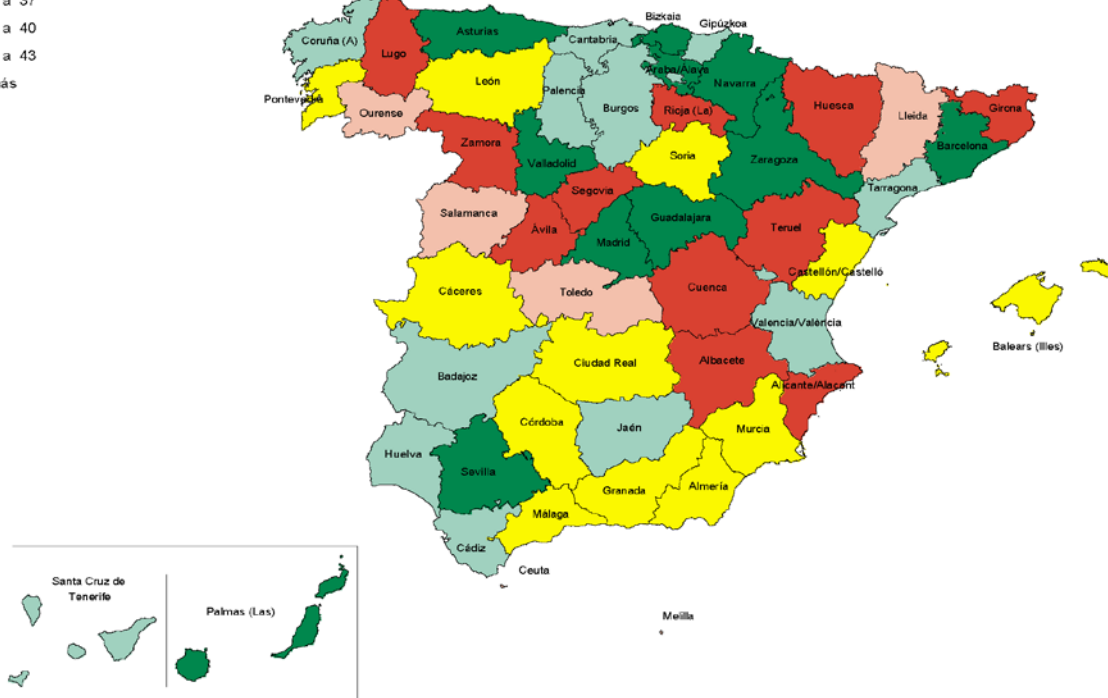 a 37
a 40
a 43
ás
Coruña (A)
Lugo
Asturias
Cantabria
Bizkaia
Gipúzkoa
Araba/Álava
Navarra
Pontevedra
Ourense
León
Palencia
Burgos
Rioja (La)
Huesca
Lleida
Girona
Barcelona
Zamora
Valladolid
Soria
Zaragoza
Tarragona
Segovia
Salamanca
Ávila
Madrid
Guadalajara
Teruel
Castellón/Castelló
Cáceres
Toledo
Cuenca
Valencia/València
Balears (Illes)
Badajoz
Ciudad Real
Albacete
Alicante/Alacant
Córdoba
Jaén
Murcia
Huelva
Sevilla
Granada
Almería
Málaga
Cádiz
Ceuta
Melilla
Santa Cruz de
Tenerife
Palmas (Las)